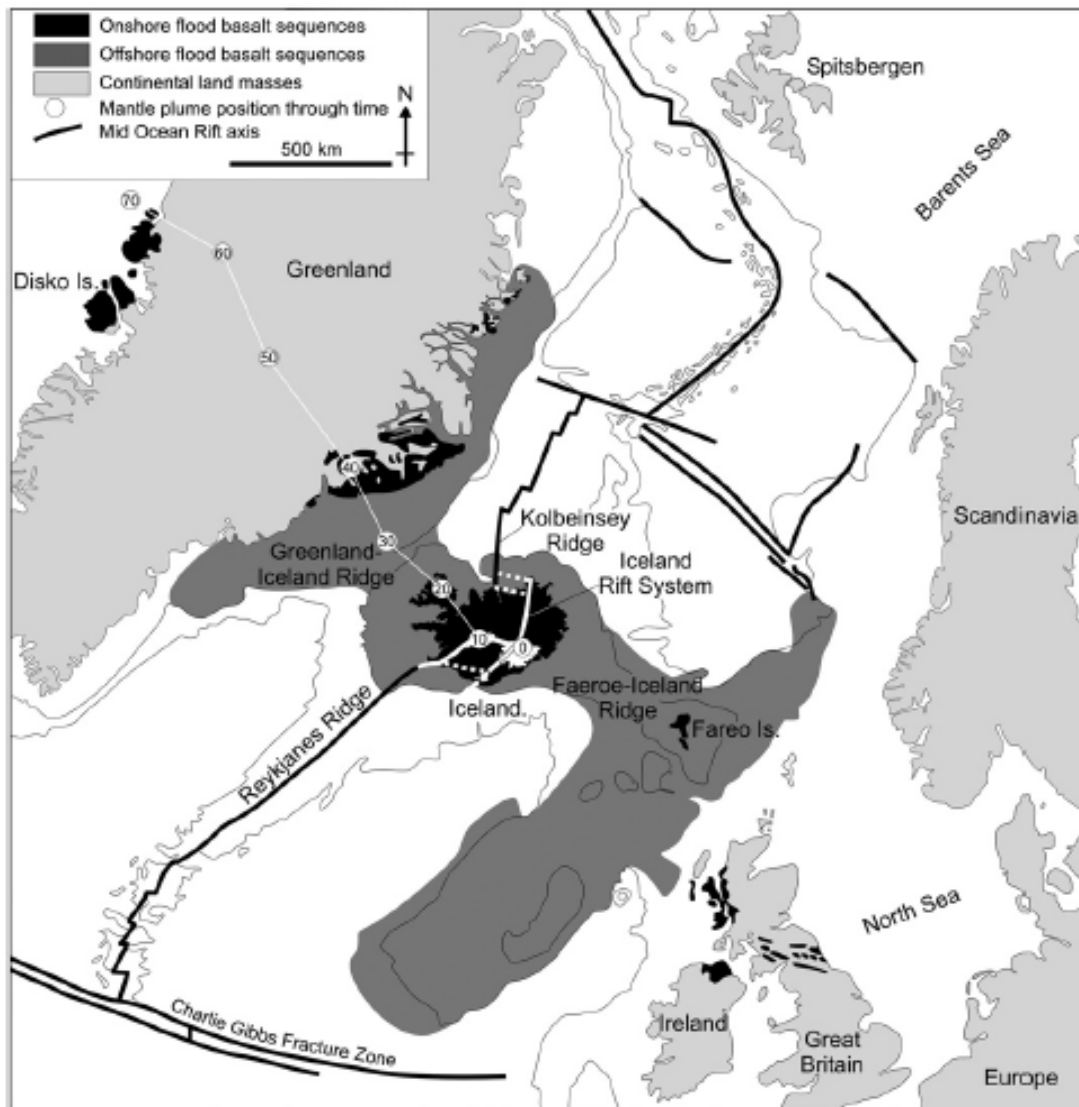 Onshore flood basalt sequences
Offshore flood basalt sequences
Continental land masses
Mantle plume position through time
Mid Ocean Rift axis
N
500 km
Spitsbergen
Barents Sea
70
60
Disko Is.
Greenland
50
40
Scandinavia
30
Kolbeinsey
Ridge
Greenland-
Iceland Ridge
Iceland
Rift System
20
10
0
Faeroe-Iceland
Ridge
Iceland.
Fareo Is.
Reykjanes Ridge
North Sea
Charlie Gibbs Fracture Zone
Ireland
Great
Britain
Europe